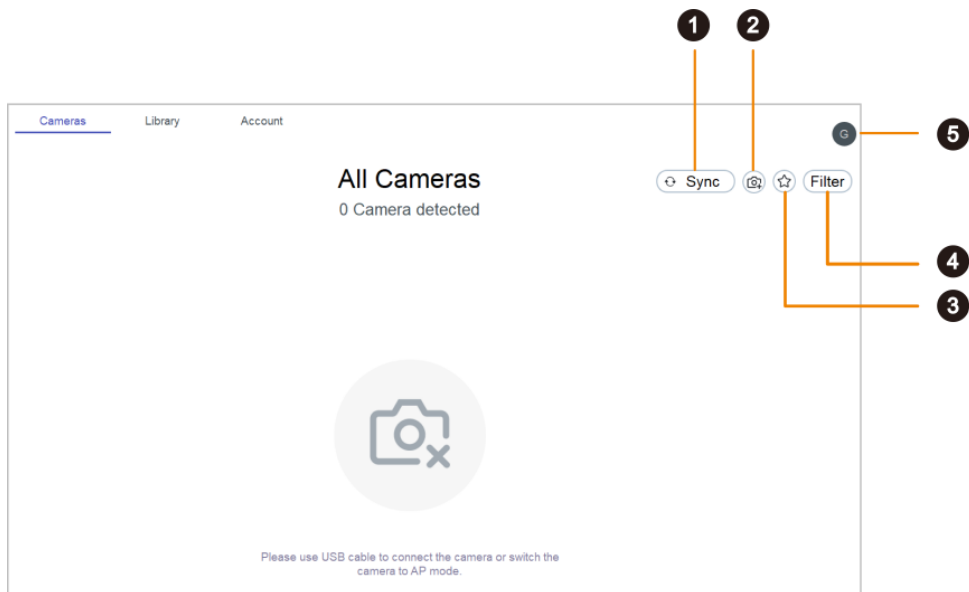 1 2
Cameras Library Account
G 5
All Cameras Sync Filter
0 Camera detected
4
3
Please use USB cable to connect the camera or switch the
camera to AP mode.